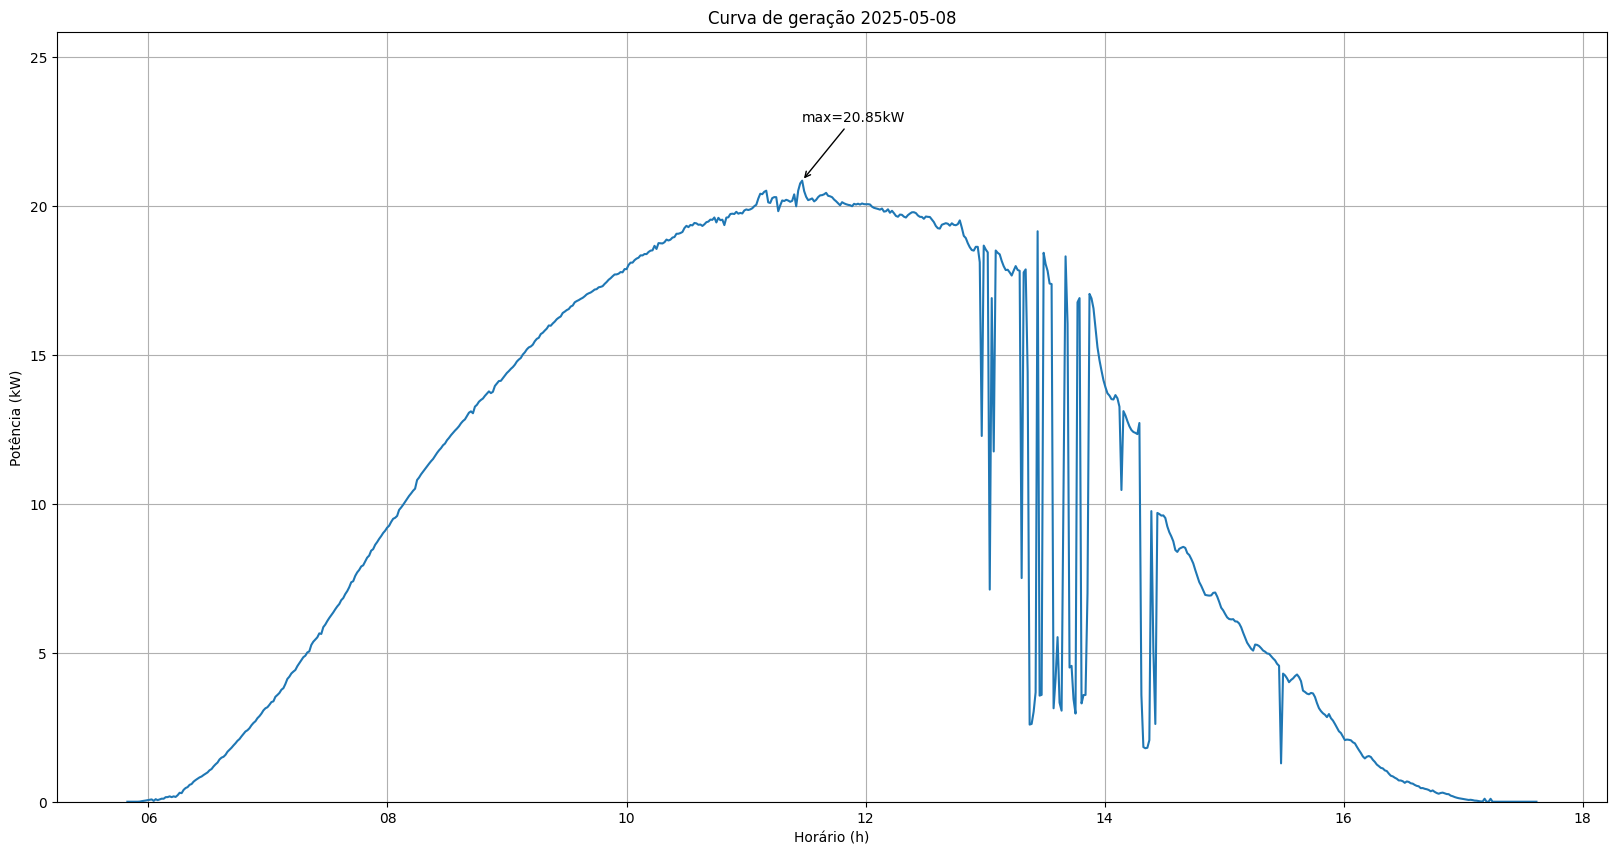 Curva de geração 2025-05-08
25
max=20.85kW
20
15
Potência (kW)
10
5
0
06 08 10 12 14 16 18
Horário (h)